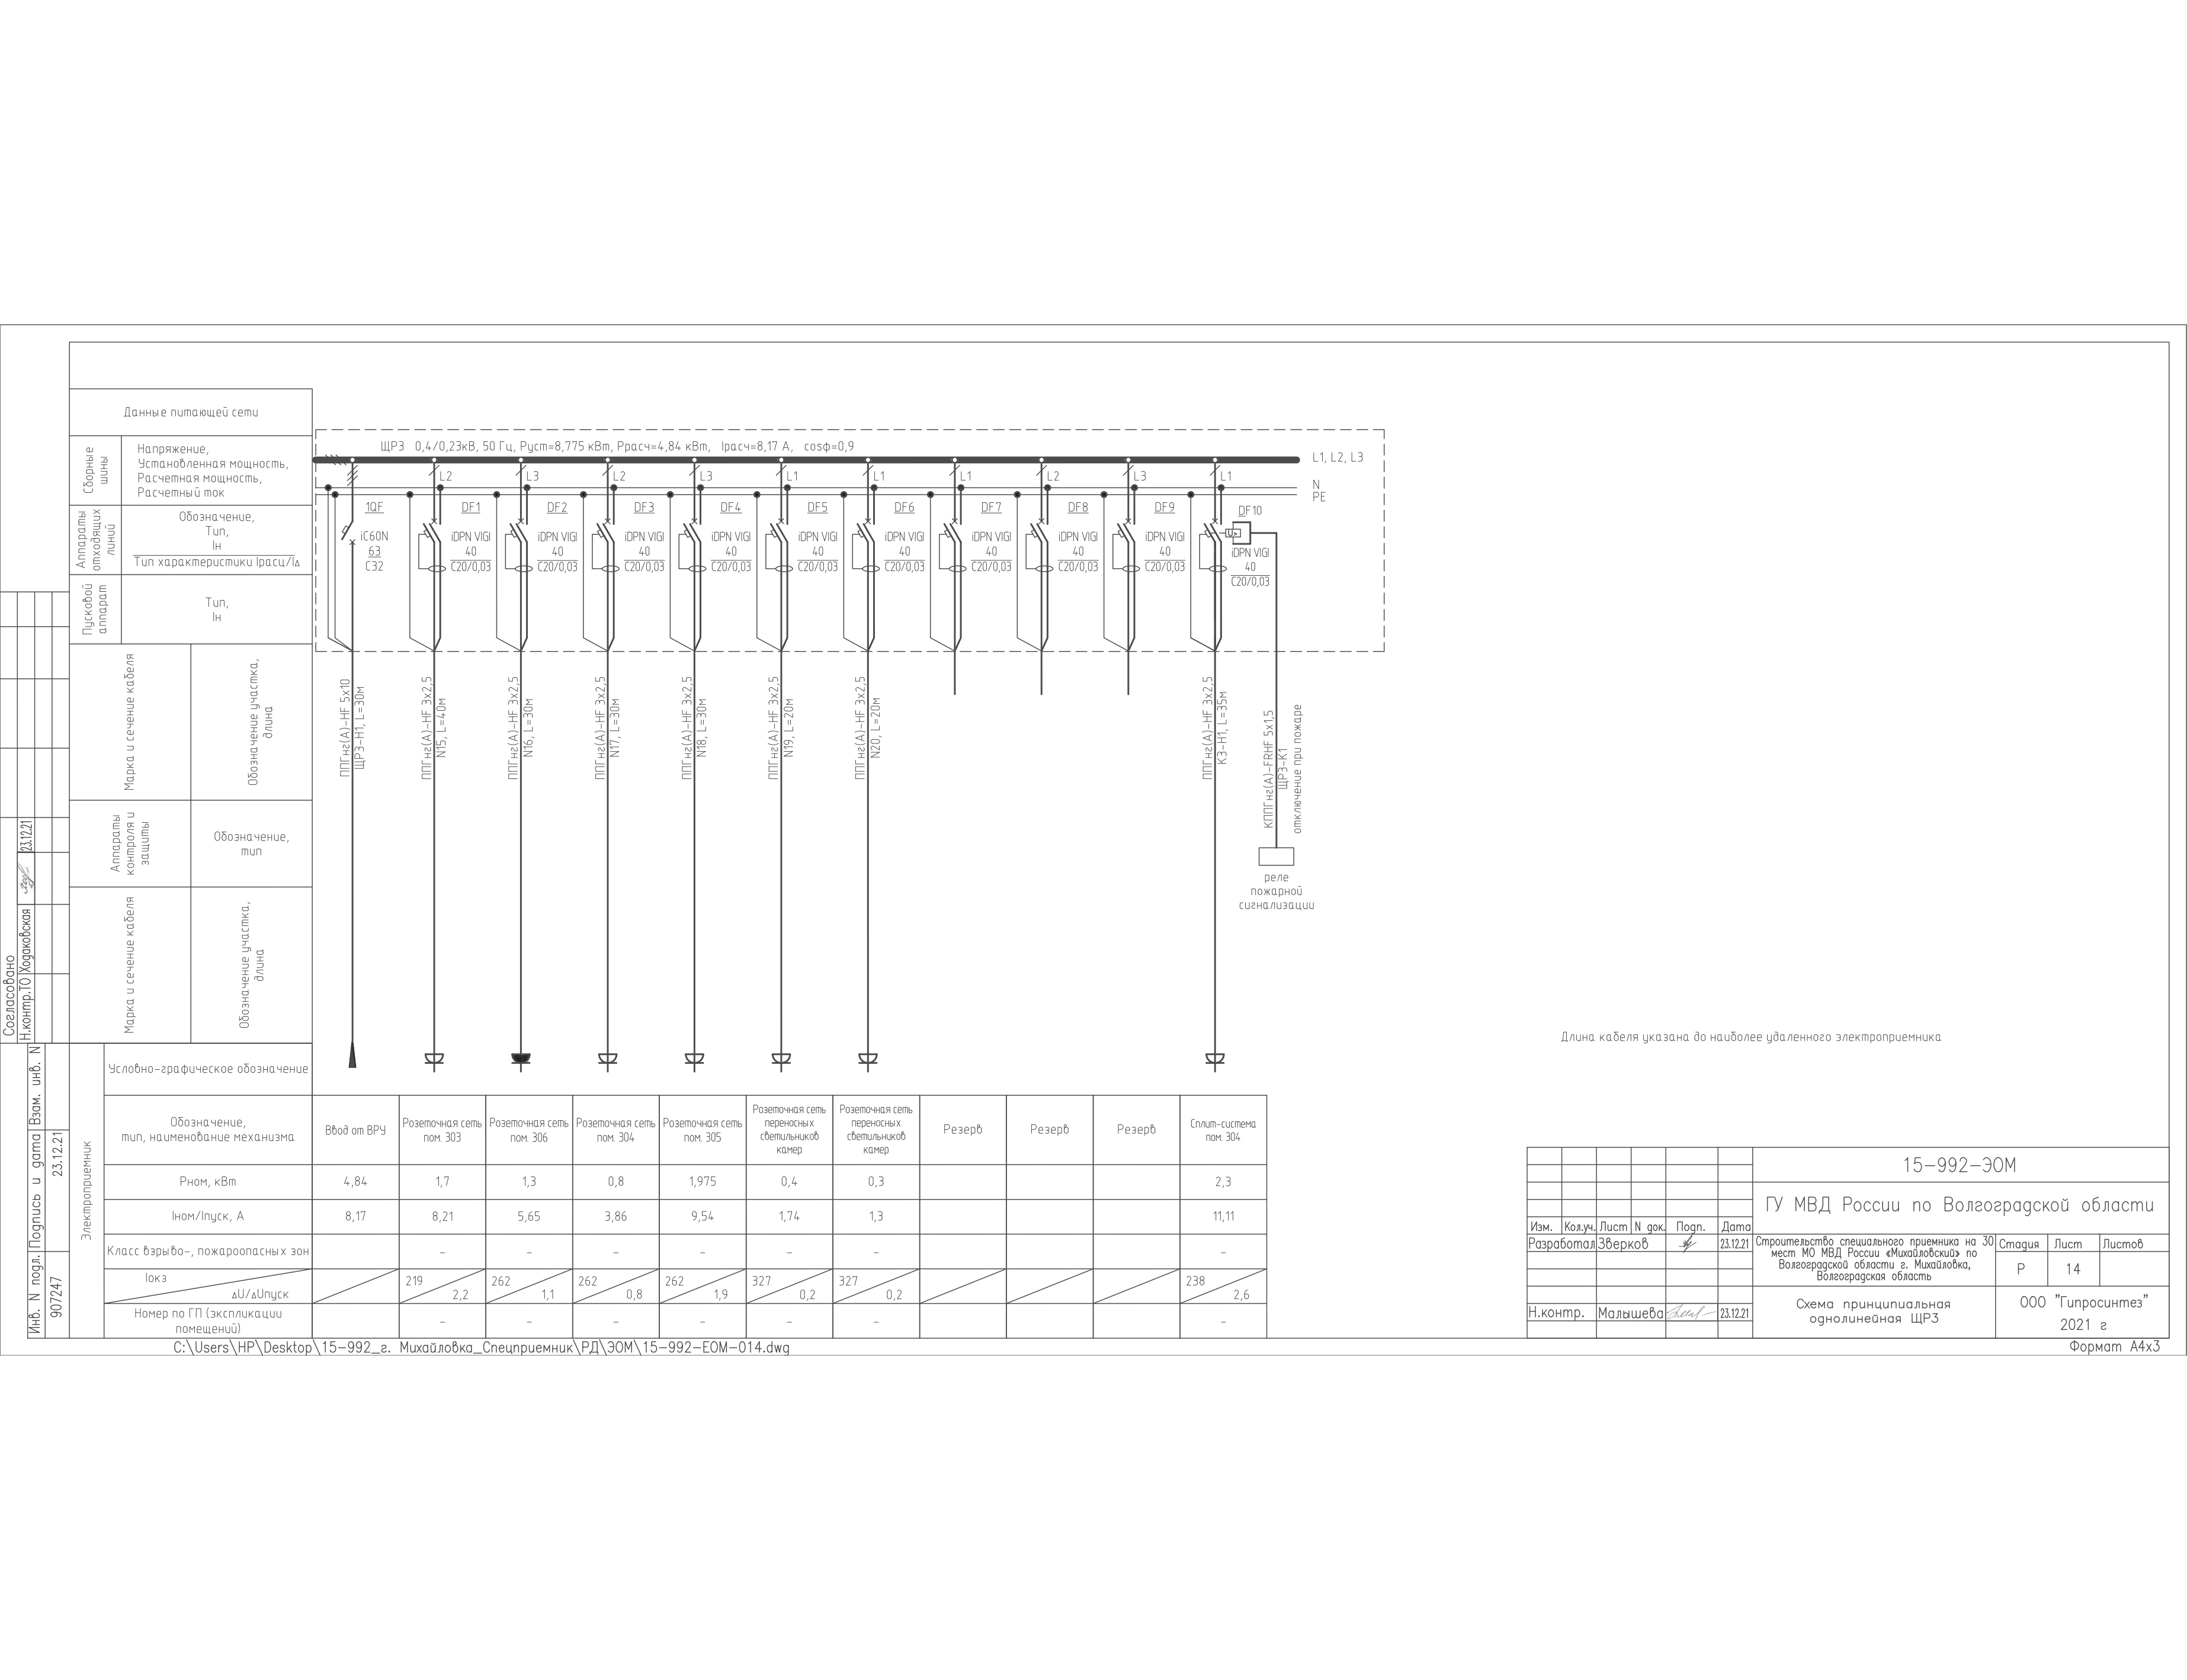 Данные питающей сети
Сборные
шины
Напряжение,
Установленная мощность,
Расчетная мощность,
Расчетный ток
Аппараты
отходящих
линий
Обозначение,
Тип,
Iн
Тип характеристики Iрасц/I∆
Пусковой
аппарат
Тип,
Iн
Марка и сечение кабеля
Обозначение участка,
длина
Аппараты
контроля и
защиты
Обозначение,
тип
Марка и сечение кабеля
Обозначение участка,
длина
ЩР3 0,4/0,23кВ, 50 Гц, Руст=8,775 кВт, Ррасч=4,84 кВт, Iрасч=8,17 А, cosф=0,9
L1, L2, L3
N
PE
L2 L3 L2 L3 L1 L1 L1 L2 L3 L1
1QF
iC60N
63
C32
DF1
iDPN VIGI
40
C20/0,03
DF2
iDPN VIGI
40
C20/0,03
DF3
iDPN VIGI
40
C20/0,03
DF4
iDPN VIGI
40
C20/0,03
DF5
iDPN VIGI
40
C20/0,03
DF6
iDPN VIGI
40
C20/0,03
DF7
iDPN VIGI
40
C20/0,03
DF8
iDPN VIGI
40
C20/0,03
DF9
iDPN VIGI
40
C20/0,03
DF10
iDPN VIGI
40
C20/0,03
ППГнг(А)-HF 5х10
ЩР3-Н1, L=30м
ППГнг(А)-HF 3х2,5
N15, L=40м
ППГнг(А)-HF 3х2,5
N16, L=30м
ППГнг(А)-HF 3х2,5
N17, L=30м
ППГнг(А)-HF 3х2,5
N18, L=30м
ППГнг(А)-HF 3х2,5
N19, L=20м
ППГнг(А)-HF 3х2,5
N20, L=20м
ППГнг(А)-HF 3х2,5
К3-Н1, L=35м
КППГнг(А)-FRHF 5х1,5
ЩР3-К1
отключение при пожаре
реле
пожарной
сигнализации
Длина кабеля указана до наиболее удаленного электроприемника
Электроприемник
Условно-графическое обозначение
Обозначение,
тип, наименование механизма
Ввод от ВРУ
Розеточная сеть
пом. 303
Розеточная сеть
пом. 306
Розеточная сеть
пом. 304
Розеточная сеть
пом. 305
Розеточная сеть
переносных
светильников
камер
Розеточная сеть
переносных
светильников
камер
Резерв
Резерв
Резерв
Сплит-система
пом. 304
Рном, кВт 4,84 1,7 1,3 0,8 1,975 0,4 0,3 2,3
Iном/Iпуск, А 8,17 8,21 5,65 3,86 9,54 1,74 1,3 11,11
Класс взрыво-, пожароопасных зон - - - - - - -
Iокз 219 262 262 262 327 327 238
∆U/∆Uпуск 2,2 1,1 0,8 1,9 0,2 0,2 2,6
Номер по ГП (экспликации
помещений) - - - - - - -
Согласовано
Н.контр.ТО Ходаковская 23.12.21
Взам. инв. N
Подпись и дата 23.12.21
Инв. N подл. 907247
15-992-ЭОМ
ГУ МВД России по Волгоградской области
Изм. Кол.уч. Лист N док. Подп. Дата
Разработал Зверков 23.12.21
Строительство специального приемника на 30
мест МО МВД России «Михайловский» по
Волгоградской области г. Михайловка,
Волгоградская область
Стадия Лист Листов
Р 14
Н.контр. Малышева 23.12.21
Схема принципиальная
однолинейная ЩР3
ООО "Гипросинтез"
2021 г
C:\Users\HP\Desktop\15-992_г. Михайловка_Спецприемник\РД\ЭОМ\15-992-ЕОМ-014.dwg
Формат А4х3